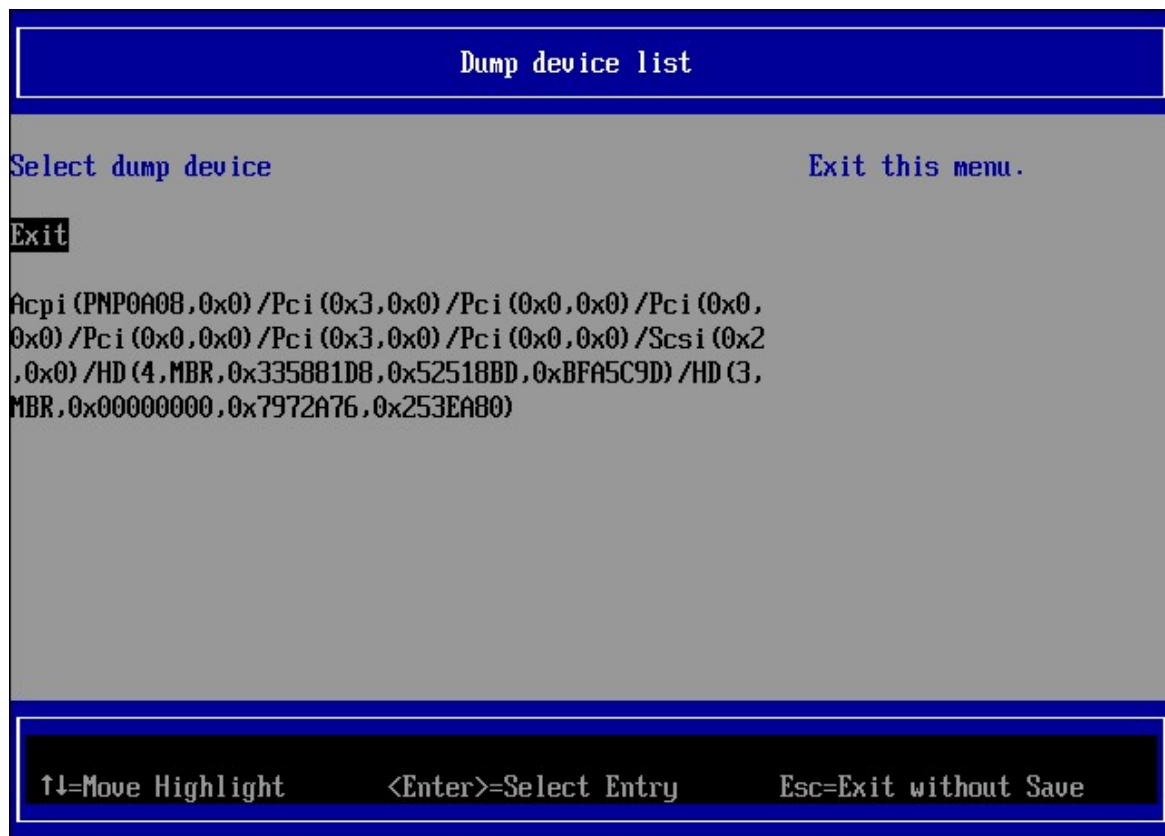 Dump device list
Select dump device
Exit this menu.
Exit
Acpi(PNP0A08,0x0)/Pci(0x3,0x0)/Pci(0x0,0x0)/Pci(0x0,
0x0)/Pci(0x0,0x0)/Pci(0x3,0x0)/Pci(0x0,0x0)/Scsi(0x2
,0x0)/HD(4,MBR,0x335881D8,0x52518BD,0xBFA5C9D)/HD(3,
MBR,0x00000000,0x7972A76,0x253EA80)
↑↓=Move Highlight <Enter>=Select Entry Esc=Exit without Save